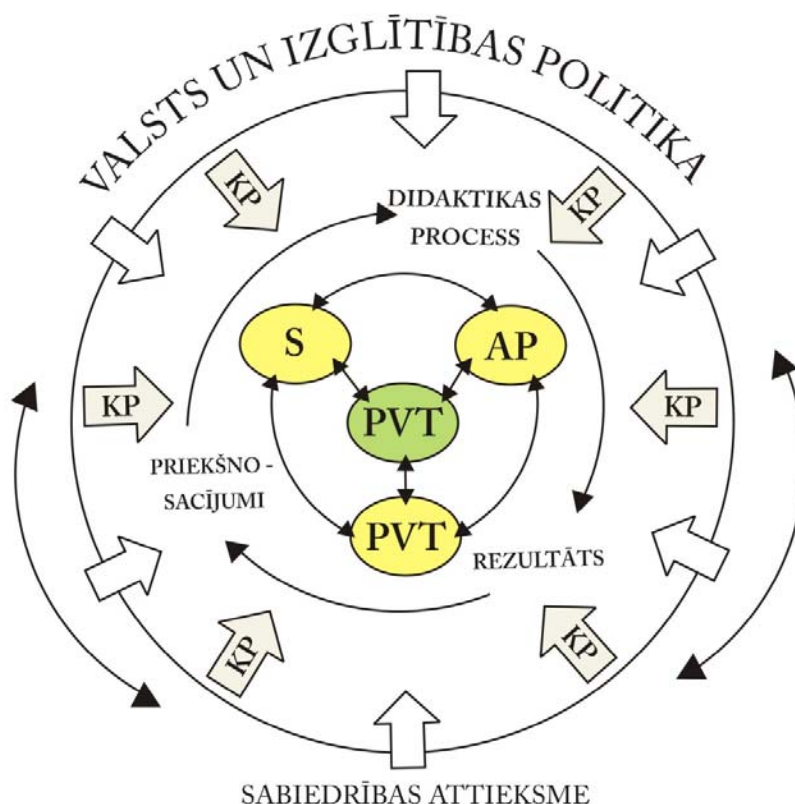 VALSTS UN IZGLĪTĪBAS POLITIKA
KP
KP
DIDAKTIKAS
PROCESS
S
AP
KP
PVT
KP
PRIEKŠNO -
SACĪJUMI
PVT
REZULTĀTS
KP
KP
SABIEDRĪBAS ATTIEKSME